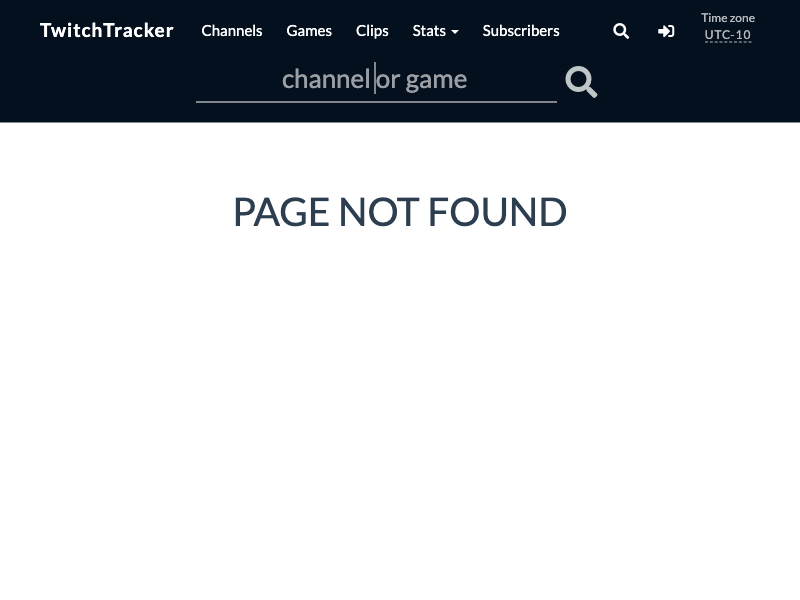 TwitchTracker Channels Games Clips Stats Subscribers
Time zone
UTC-10
channel or game
PAGE NOT FOUND